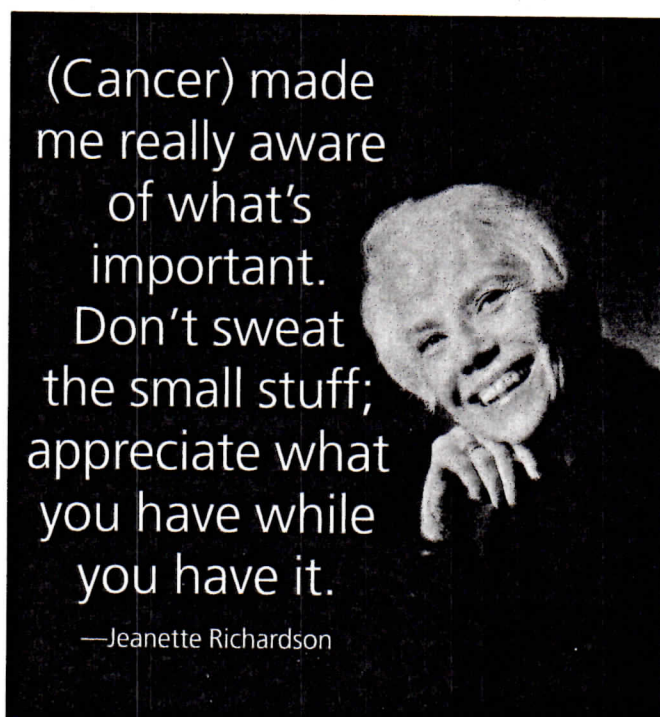 (Cancer) made
me really aware
of what's
important.
Don't sweat
the small stuff;
appreciate what
you have while
you have it.
—Jeanette Richardson